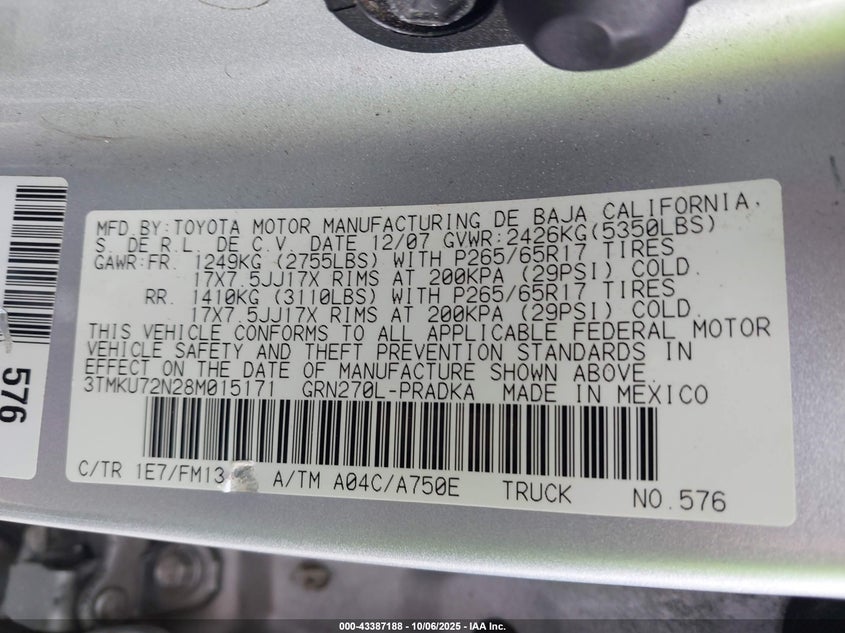 576
MFD.BY:TOYOTA MOTOR MANUFACTURING DE BAJA CALIFORNIA,
S. DE R.L. DE C.V. DATE 12/07 GVWR:2426KG(5350LBS)
GAWR:FR. 1249KG (2755LBS) WITH P265/65R17 TIRES
17X7.5JJ17X RIMS AT 200KPA (29PSI) COLD.
RR. 1410KG (3110LBS) WITH P265/65R17 TIRES
17X7.5JJ17X RIMS AT 200KPA (29PSI) COLD.
THIS VEHICLE CONFORMS TO ALL APPLICABLE FEDERAL MOTOR
VEHICLE SAFETY AND THEFT PREVENTION STANDARDS IN
EFFECT ON THE DATE OF MANUFACTURE SHOWN ABOVE.
3TMKU72N28M015171 GRN270L-PRADKA MADE IN MEXICO
C/TR 1E7/FM13 A/TM A04C/A750E TRUCK NO.576
000-43387188 - 10/06/2025 - IAA Inc.